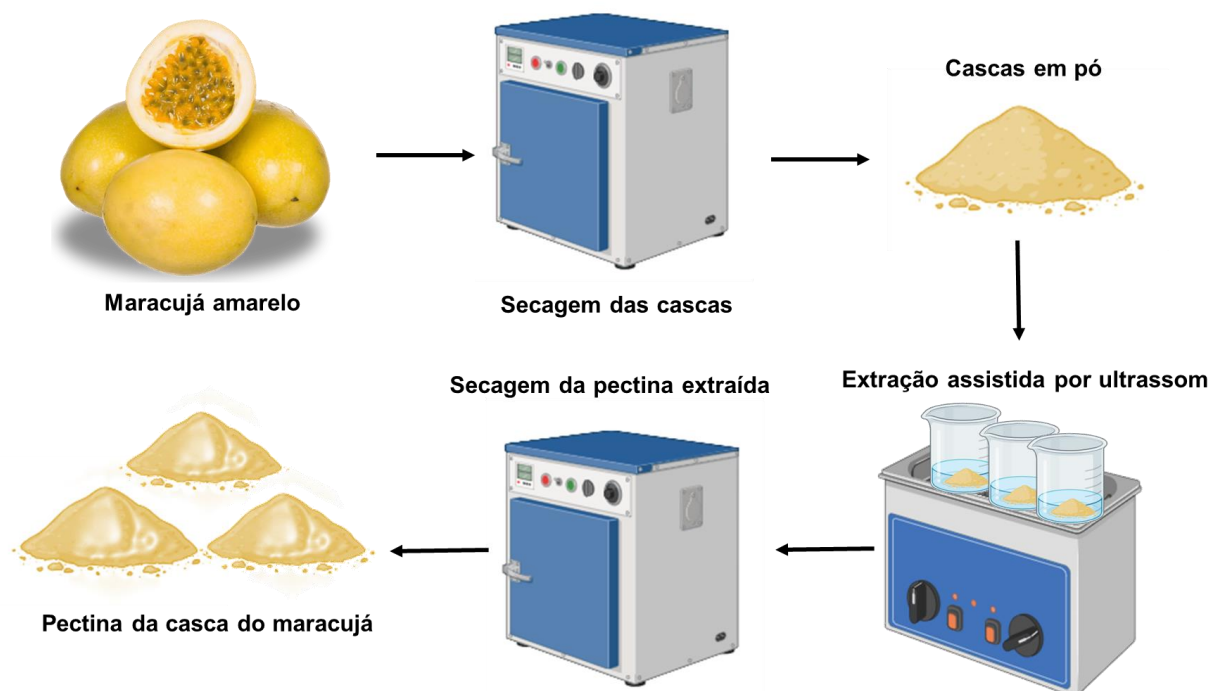 Maracujá amarelo
Secagem das cascas
Cascas em pó
Extração assistida por ultrassom
Secagem da pectina extraída
Pectina da casca do maracujá